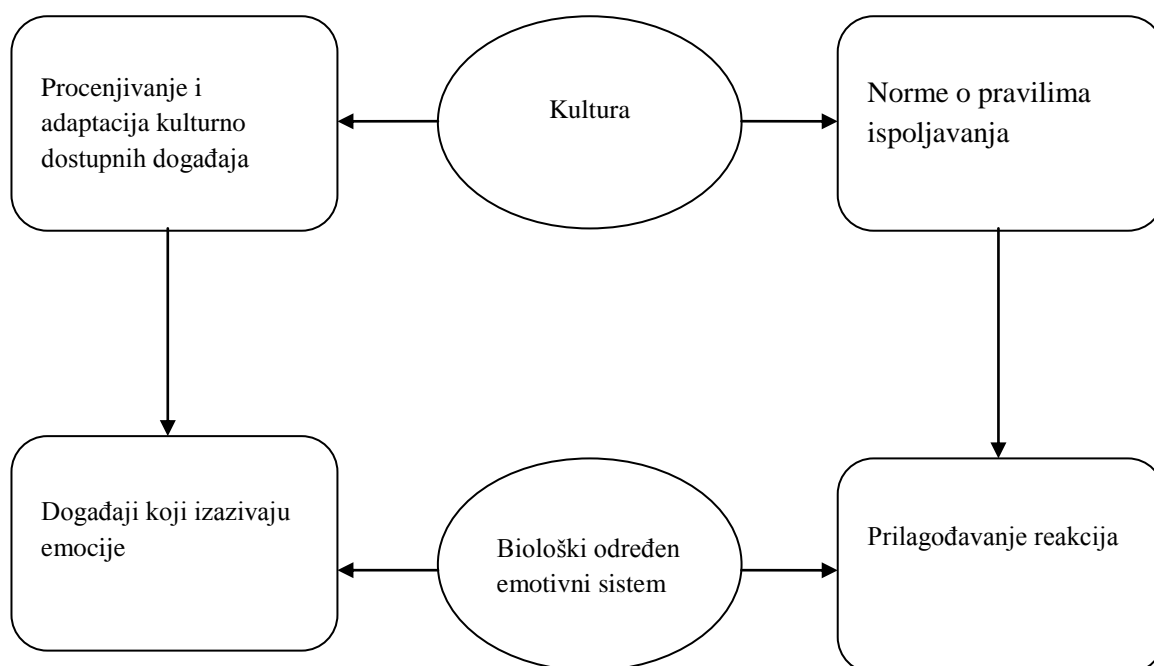 Procenjivanje i
adaptacija kulturno
dostupnih događaja
Kultura
Norme o pravilima
ispoljavanja
Događaji koji izazivaju
emocije
Biološki određen
emotivni sistem
Prilagođavanje reakcija